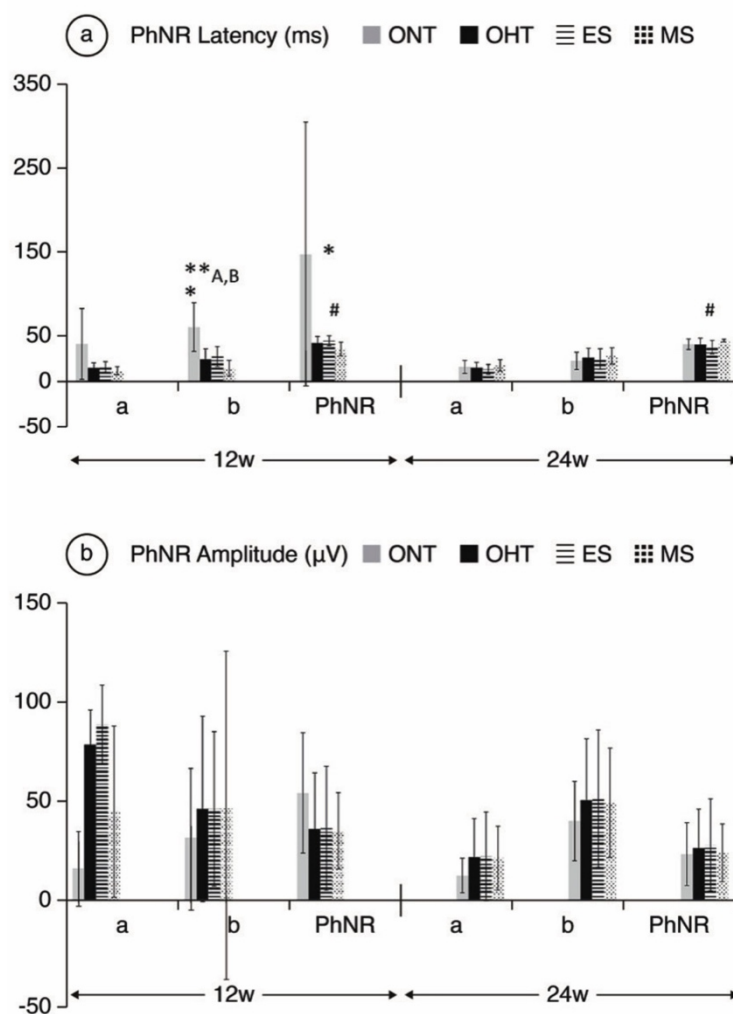 a PhNR Latency (ms) ONT OHT ES MS
350
250
150
50
0
-50
**A,B
*
*
#
#
a b PhNR a b PhNR
12w 24w
b PhNR Amplitude (µV) ONT OHT ES MS
150
100
50
0
-50
a b PhNR a b PhNR
12w 24w